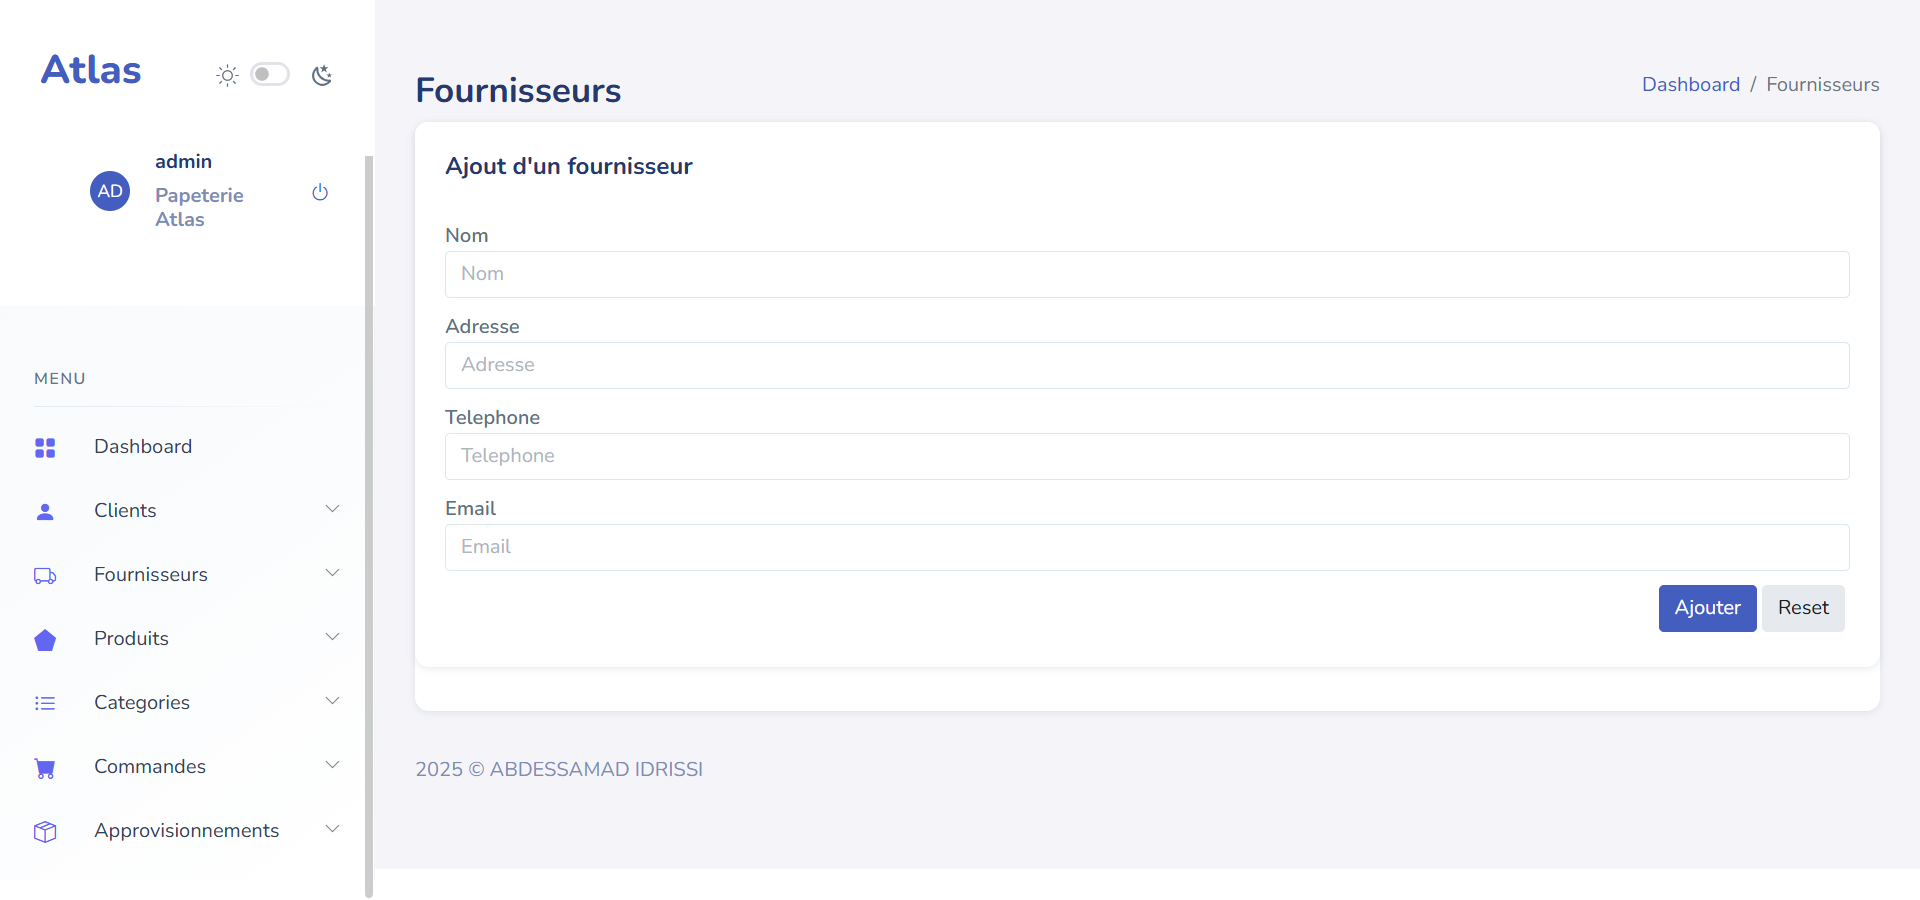 Atlas
AD
admin
Papeterie
Atlas
MENU
Dashboard
Clients
Fournisseurs
Produits
Categories
Commandes
Approvisionnements
Fournisseurs
Dashboard / Fournisseurs
Ajout d'un fournisseur
Nom
Nom
Adresse
Adresse
Telephone
Telephone
Email
Email
Ajouter Reset
2025 © ABDESSAMAD IDRISSI